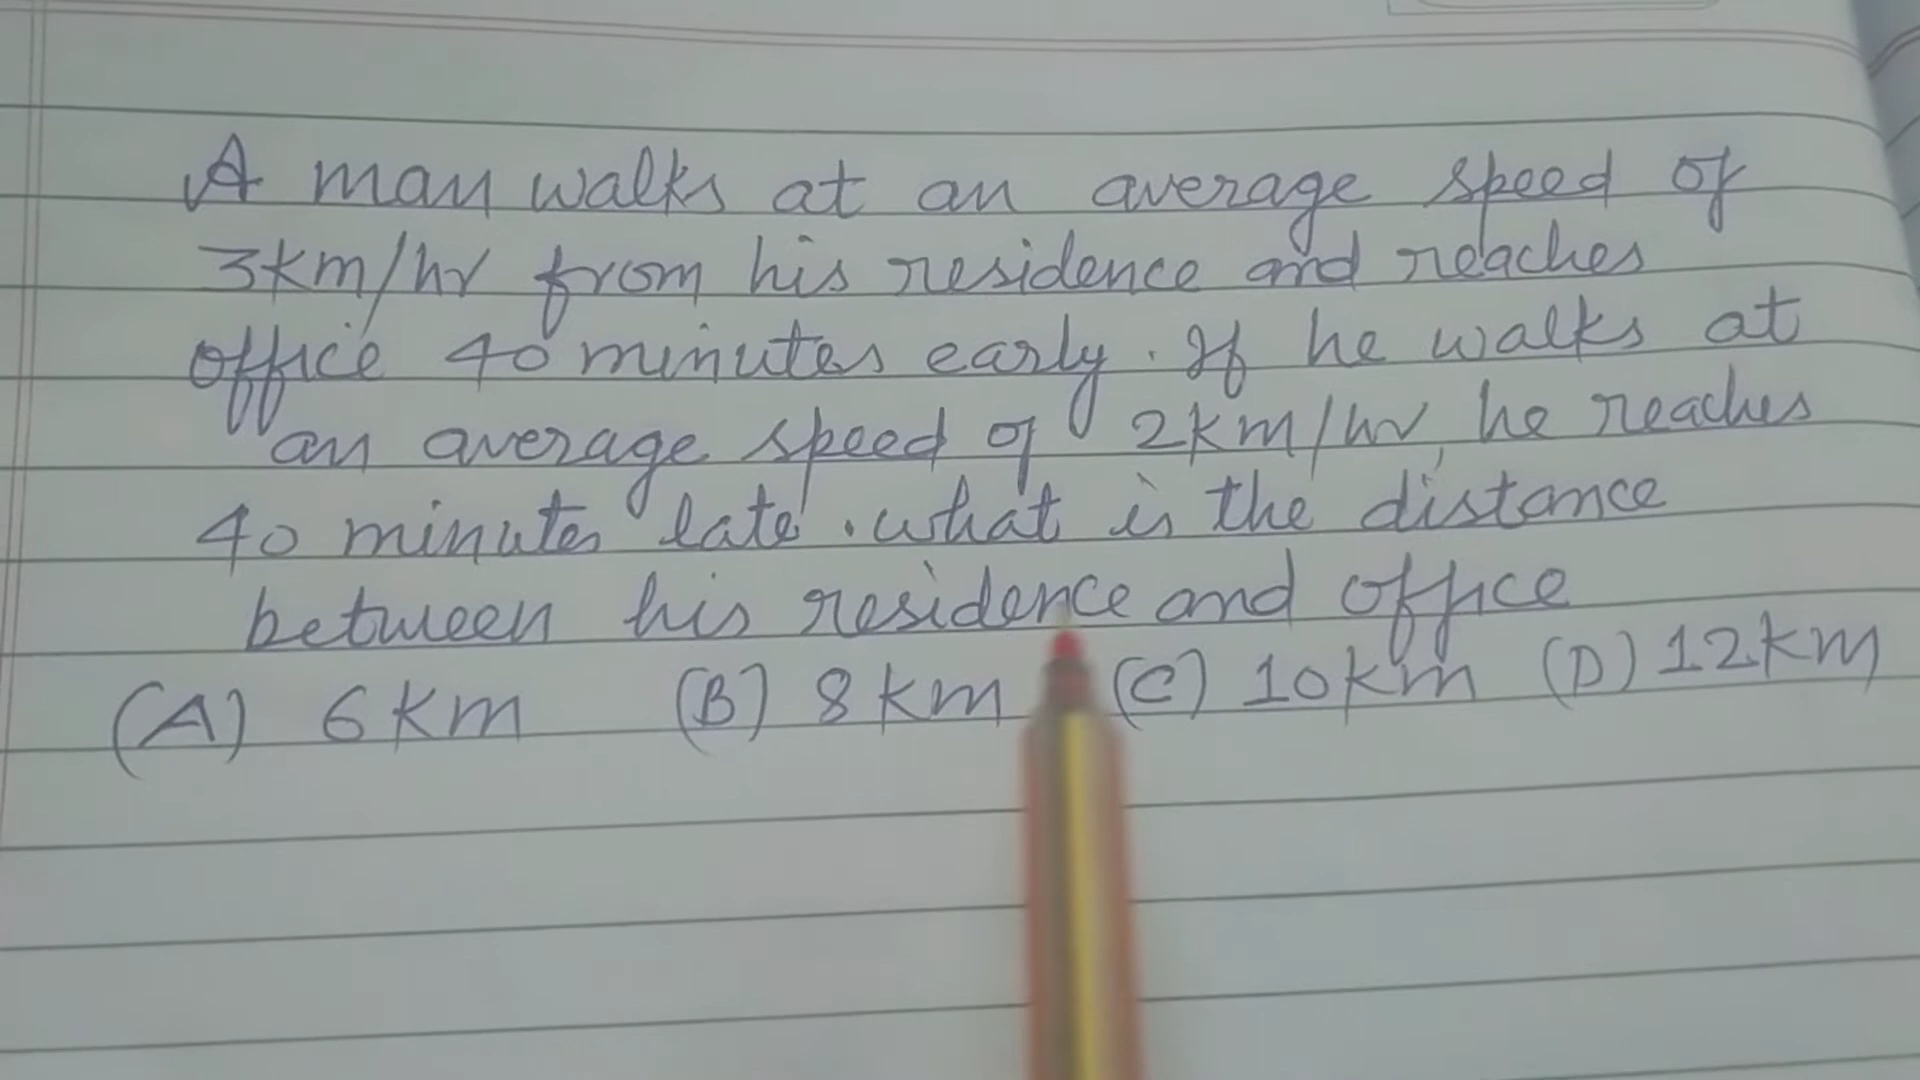 A man walks at an average speed of
3km/hr from his residence and reaches
office 40 minutes early. If he walks at
an average speed of 2km/hr, he reaches
40 minutes late. what is the distance
between his residence and office
(A) 6km (B) 8km (C) 10km (D) 12km